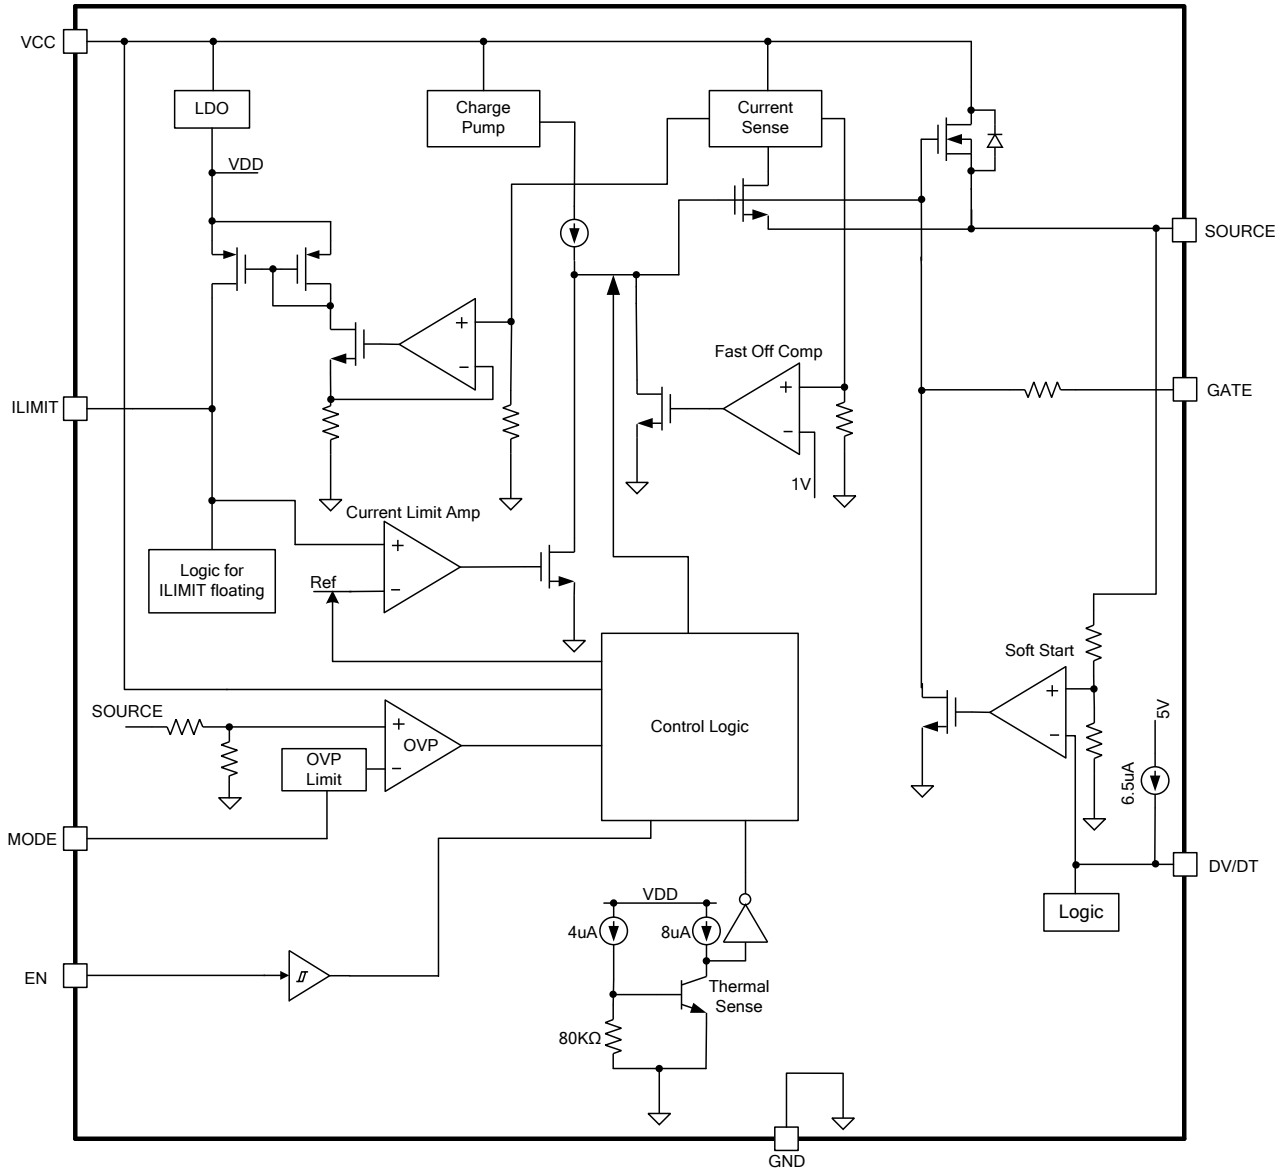 VCC
LDO
Charge
Pump
Current
Sense
VDD
SOURCE
Fast Off Comp
+
−
+
−
GATE
ILIMIT
1V
Current Limit Amp
+
−
Logic for
ILIMIT floating
Ref
Soft Start
+
−
SOURCE
+
−
OVP
OVP
Limit
Control Logic
5V
6.5uA
MODE
DV/DT
VDD
4uA
8uA
Logic
EN
Thermal
Sense
80KΩ
GND